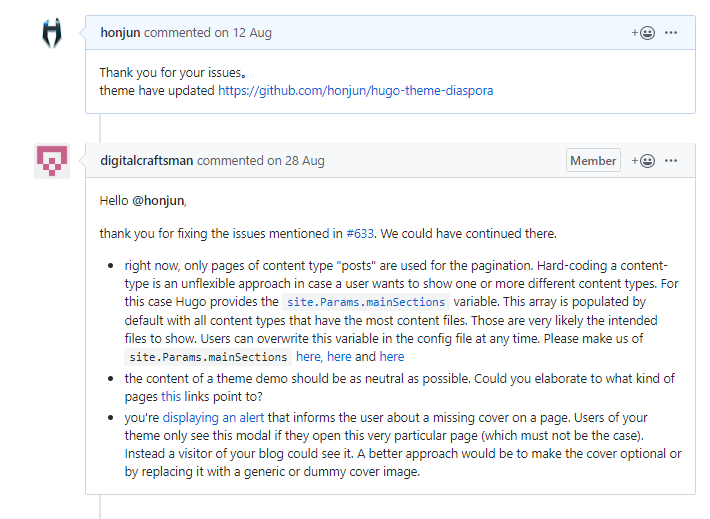 honjun commented on 12 Aug
Thank you for your issues。
theme have updated https://github.com/honjun/hugo-theme-diaspora
digitalcraftsman commented on 28 Aug
Member
Hello @honjun,
thank you for fixing the issues mentioned in #633. We could have continued there.
• right now, only pages of content type "posts" are used for the pagination. Hard-coding a content-
type is an unflexible approach in case a user wants to show one or more different content types. For
this case Hugo provides the site.Params.mainSections variable. This array is populated by
default with all content types that have the most content files. Those are very likely the intended
files to show. Users can overwrite this variable in the config file at any time. Please make us of
site.Params.mainSections here, here and here
• the content of a theme demo should be as neutral as possible. Could you elaborate to what kind of
pages this links point to?
• you're displaying an alert that informs the user about a missing cover on a page. Users of your
theme only see this modal if they open this very particular page (which must not be the case).
Instead a visitor of your blog could see it. A better approach would be to make the cover optional or
by replacing it with a generic or dummy cover image.